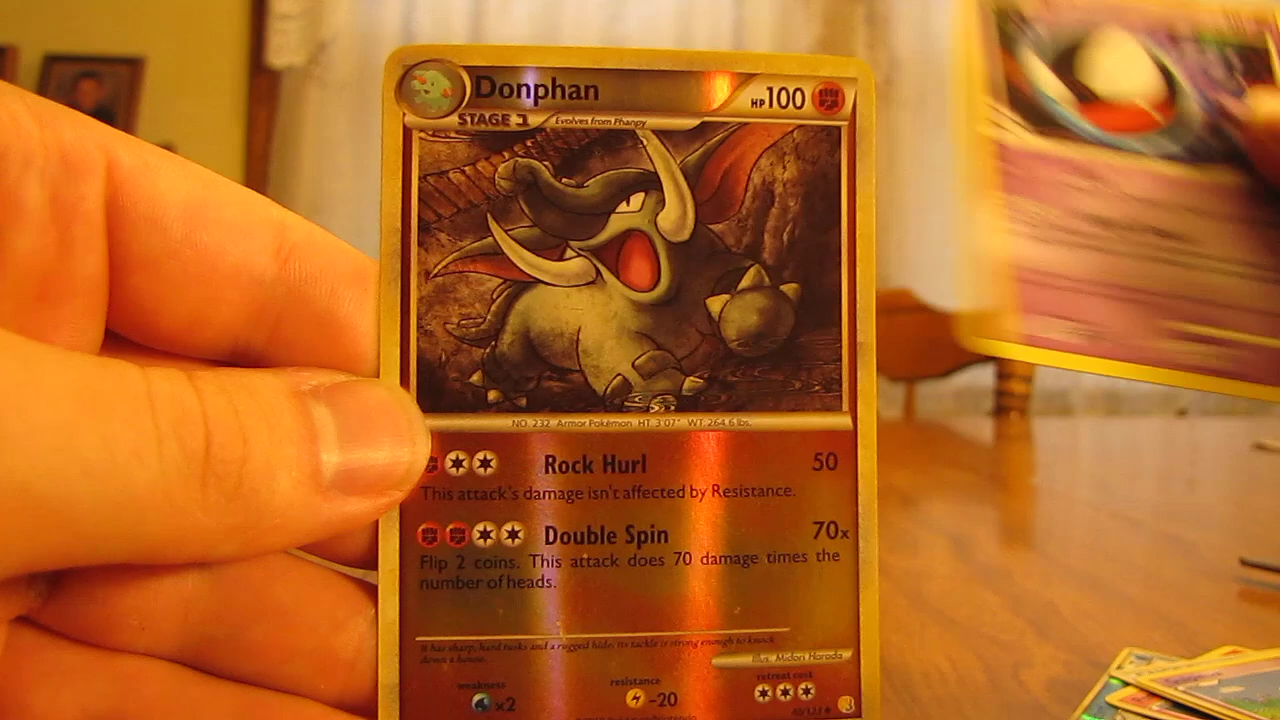 Donphan
HP 100
STAGE 1 Evolves from Phanpy
NO. 232 Armor Pokémon HT: 3'07" WT: 264.6 lbs.
Rock Hurl 50
This attack's damage isn't affected by Resistance.
Double Spin 70x
Flip 2 coins. This attack does 70 damage times the
number of heads.
It has sharp, hard tusks and a rugged hide. Its tackle is strong enough to knock
down a house.
Illus. Midori Harada
weakness resistance retreat cost
x2 -20
40/123